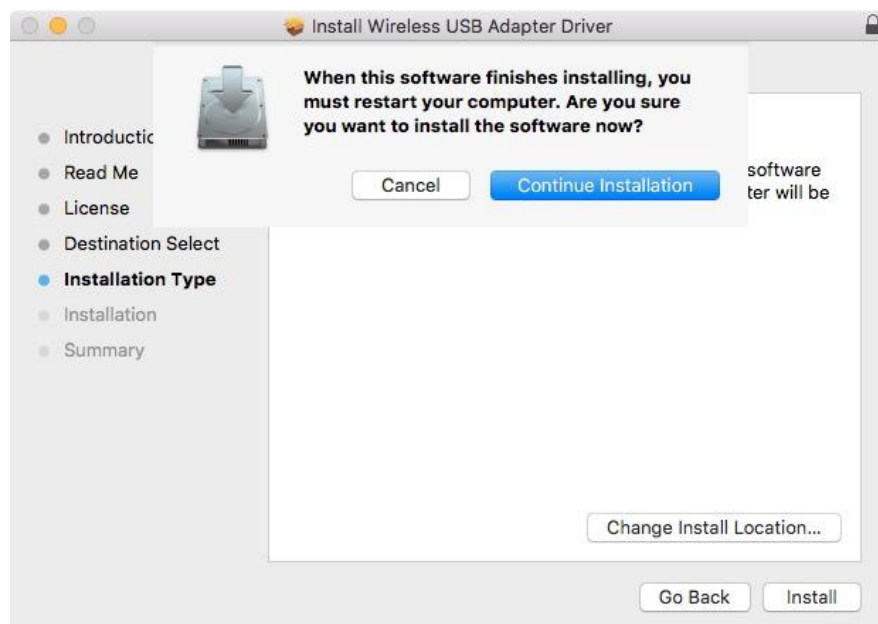 Install Wireless USB Adapter Driver
When this software finishes installing, you
must restart your computer. Are you sure
you want to install the software now?
Cancel
Continue Installation
Introductic
Read Me
License
Destination Select
Installation Type
Installation
Summary
software
ter will be
Change Install Location...
Go Back
Install